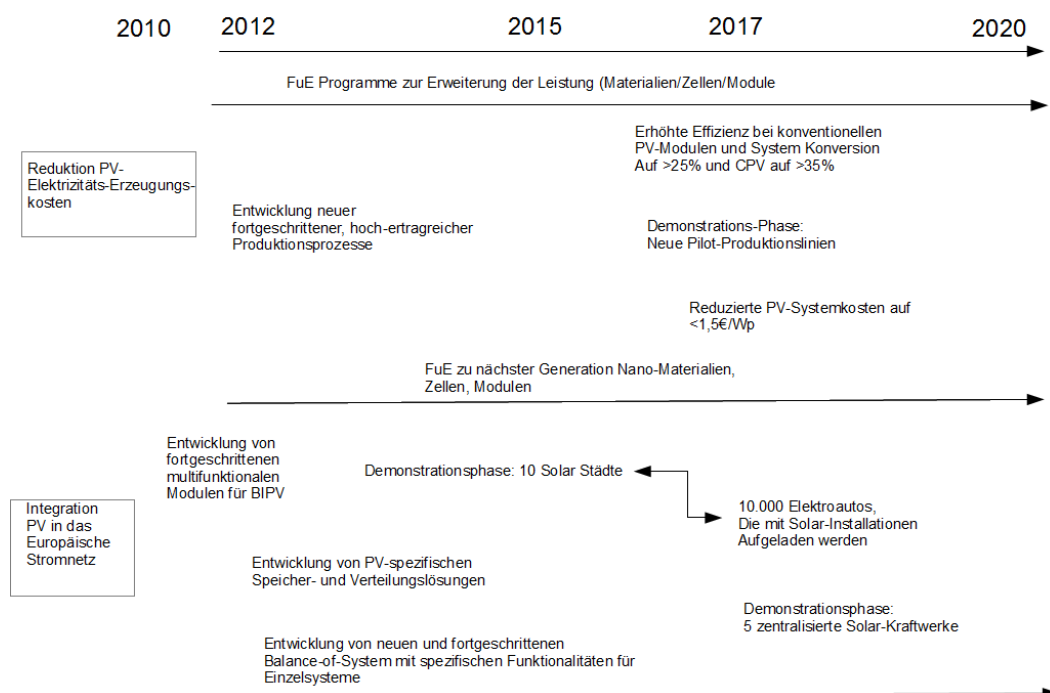 2010 2012 2015 2017 2020
FuE Programme zur Erweiterung der Leistung (Materialien/Zellen/Module
Erhöhte Effizienz bei konventionellen
PV-Modulen und System Konversion
Auf >25% und CPV auf >35%
Reduktion PV-
Elektrizitäts-Erzeugungs-
kosten
Entwicklung neuer
fortgeschrittener, hoch-ertragreicher
Produktionsprozesse
Demonstrations-Phase:
Neue Pilot-Produktionslinien
Reduzierte PV-Systemkosten auf
<1,5€/Wp
FuE zu nächster Generation Nano-Materialien,
Zellen, Modulen
Entwicklung von
fortgeschrittenen
multifunktionalen
Modulen für BIPV
Demonstrationsphase: 10 Solar Städte
10.000 Elektroautos,
Die mit Solar-Installationen
Aufgeladen werden
Integration
PV in das
Europäische
Stromnetz
Entwicklung von PV-spezifischen
Speicher- und Verteilungslösungen
Demonstrationsphase:
5 zentralisierte Solar-Kraftwerke
Entwicklung von neuen und fortgeschrittenen
Balance-of-System mit spezifischen Funktionalitäten für
Einzelsysteme